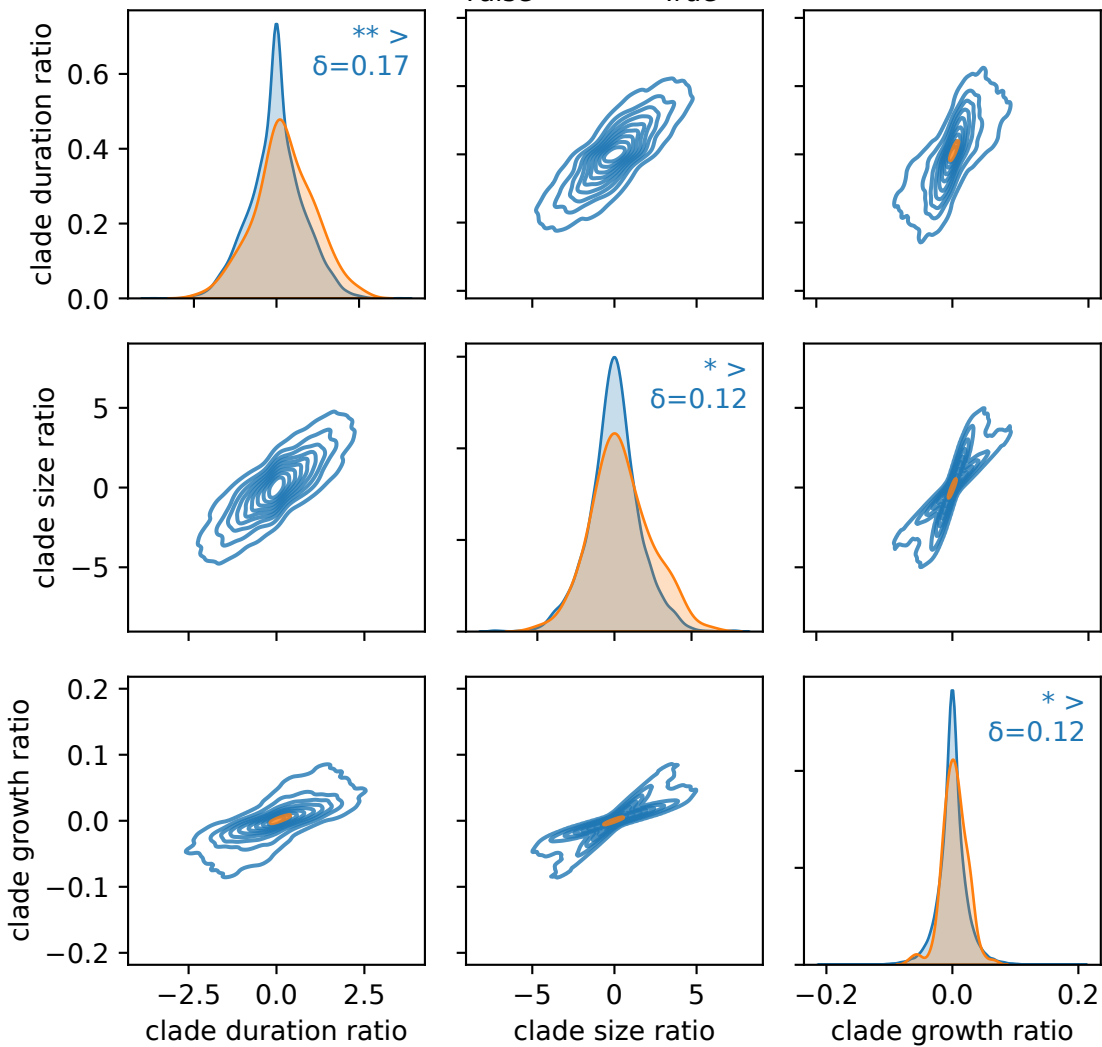 ** >
δ=0.17
clade duration ratio
0.6
0.4
0.2
0.0
* >
δ=0.12
clade size ratio
5
0
−5
* >
δ=0.12
clade growth ratio
0.2
0.1
0.0
−0.1
−0.2
−2.5 0.0 2.5
−5 0 5
−0.2 0.0 0.2
clade duration ratio
clade size ratio
clade growth ratio